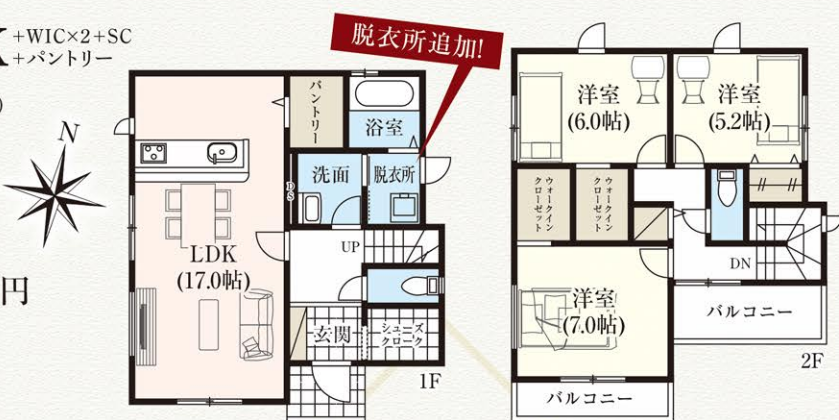 K +WIC×2+SC
+パントリー
)
N
円
脱衣所追加!
パントリー
浴室
洗面
脱衣所
LDK
(17.0帖)
UP
玄関
シューズ
クローク
1F
洋室
(6.0帖)
洋室
(5.2帖)
ウォークイン
クローゼット
ウォークイン
クローゼット
DN
洋室
(7.0帖)
バルコニー
バルコニー
2F